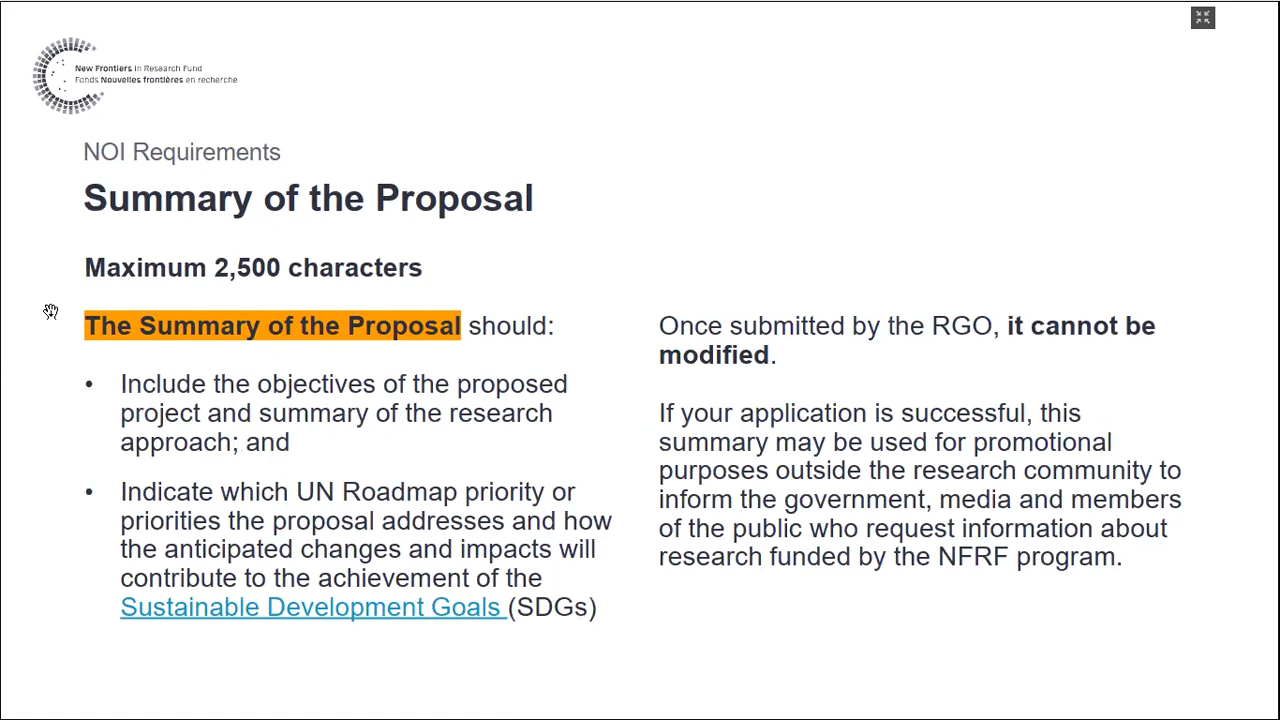 New Frontiers in Research Fund
Fonds Nouvelles frontières en recherche
NOI Requirements
Summary of the Proposal
Maximum 2,500 characters
The Summary of the Proposal should:
• Include the objectives of the proposed
project and summary of the research
approach; and
• Indicate which UN Roadmap priority or
priorities the proposal addresses and how
the anticipated changes and impacts will
contribute to the achievement of the
Sustainable Development Goals (SDGs)
Once submitted by the RGO, it cannot be
modified.
If your application is successful, this
summary may be used for promotional
purposes outside the research community to
inform the government, media and members
of the public who request information about
research funded by the NFRF program.